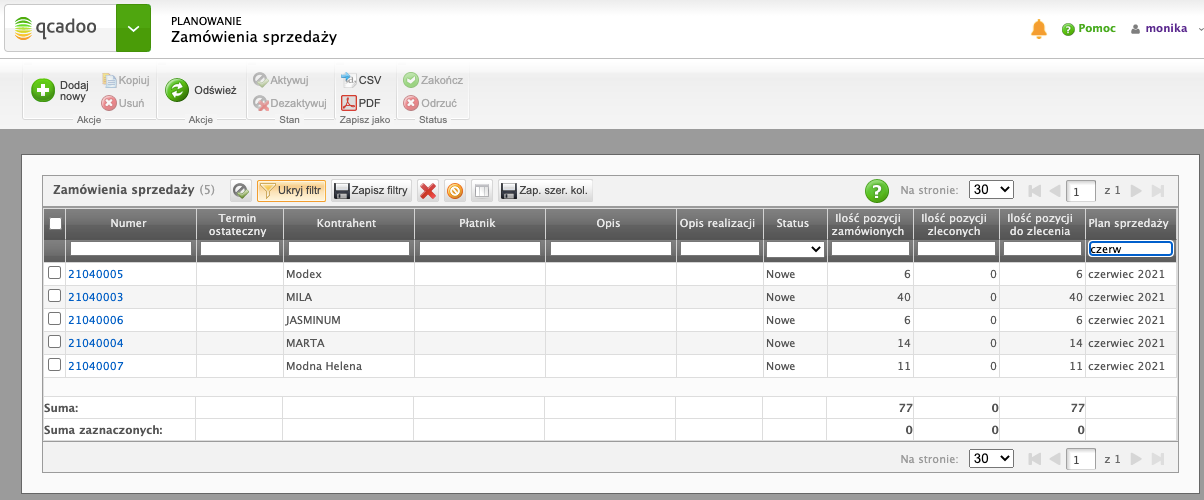 qcadoo
PLANOWANIE
Zamówienia sprzedaży
Pomoc
monika
Dodaj nowy
Kopiuj
Usuń
Akcje
Odśwież
Akcje
Aktywuj
Dezaktywuj
Stan
CSV
PDF
Zapisz jako
Zakończ
Odrzuć
Status
Zamówienia sprzedaży (5) Ukryj filtr Zapisz filtry Zap. szer. kol. ? Na stronie: 30 1 z 1
Numer Termin ostateczny Kontrahent Płatnik Opis Opis realizacji Status Ilość pozycji zamówionych Ilość pozycji zleconych Ilość pozycji do zlecenia Plan sprzedaży
czerw
21040005 Modex Nowe 6 0 6 czerwiec 2021
21040003 MILA Nowe 40 0 40 czerwiec 2021
21040006 JASMINUM Nowe 6 0 6 czerwiec 2021
21040004 MARTA Nowe 14 0 14 czerwiec 2021
21040007 Modna Helena Nowe 11 0 11 czerwiec 2021
Suma: 77 0 77
Suma zaznaczonych: 0 0 0
Na stronie: 30 1 z 1